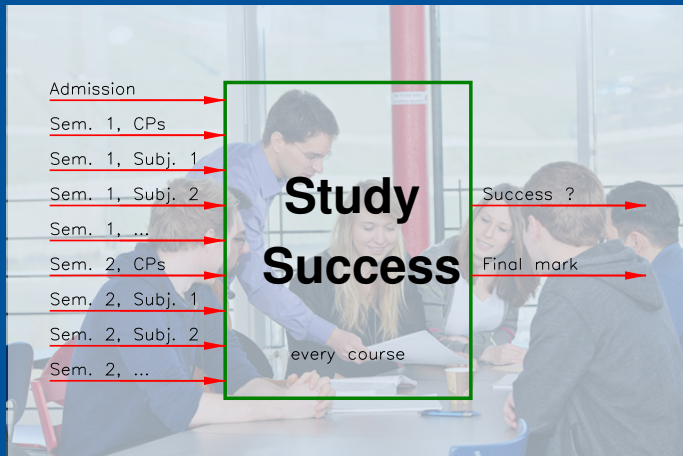 Admission
Sem. 1, CPs
Sem. 1, Subj. 1
Sem. 1, Subj. 2
Sem. 1, ...
Sem. 2, CPs
Sem. 2, Subj. 1
Sem. 2, Subj. 2
Sem. 2, ...
Study
Success
every course
Success ?
Final mark